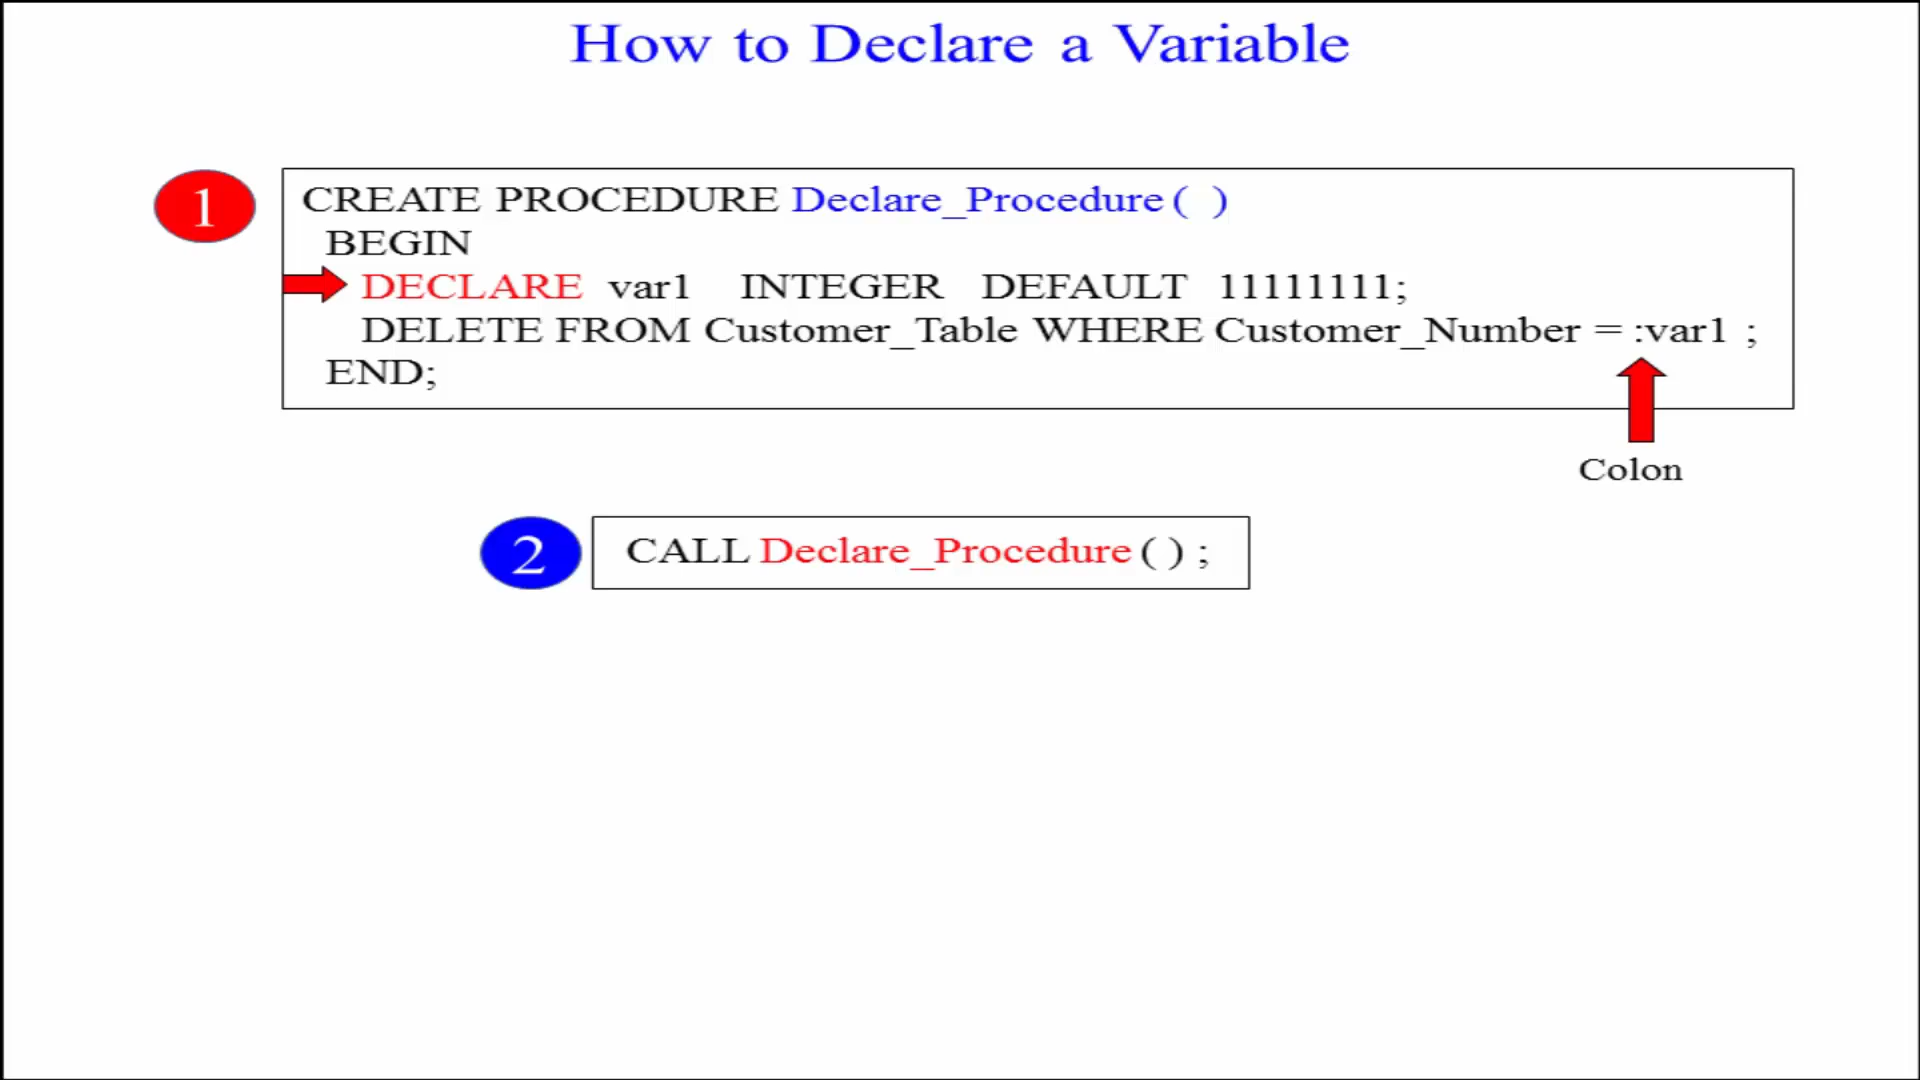 How to Declare a Variable
1
CREATE PROCEDURE Declare_Procedure ( )
BEGIN
DECLARE var1 INTEGER DEFAULT 11111111;
DELETE FROM Customer_Table WHERE Customer_Number = :var1 ;
END;
Colon
2
CALL Declare_Procedure ( ) ;